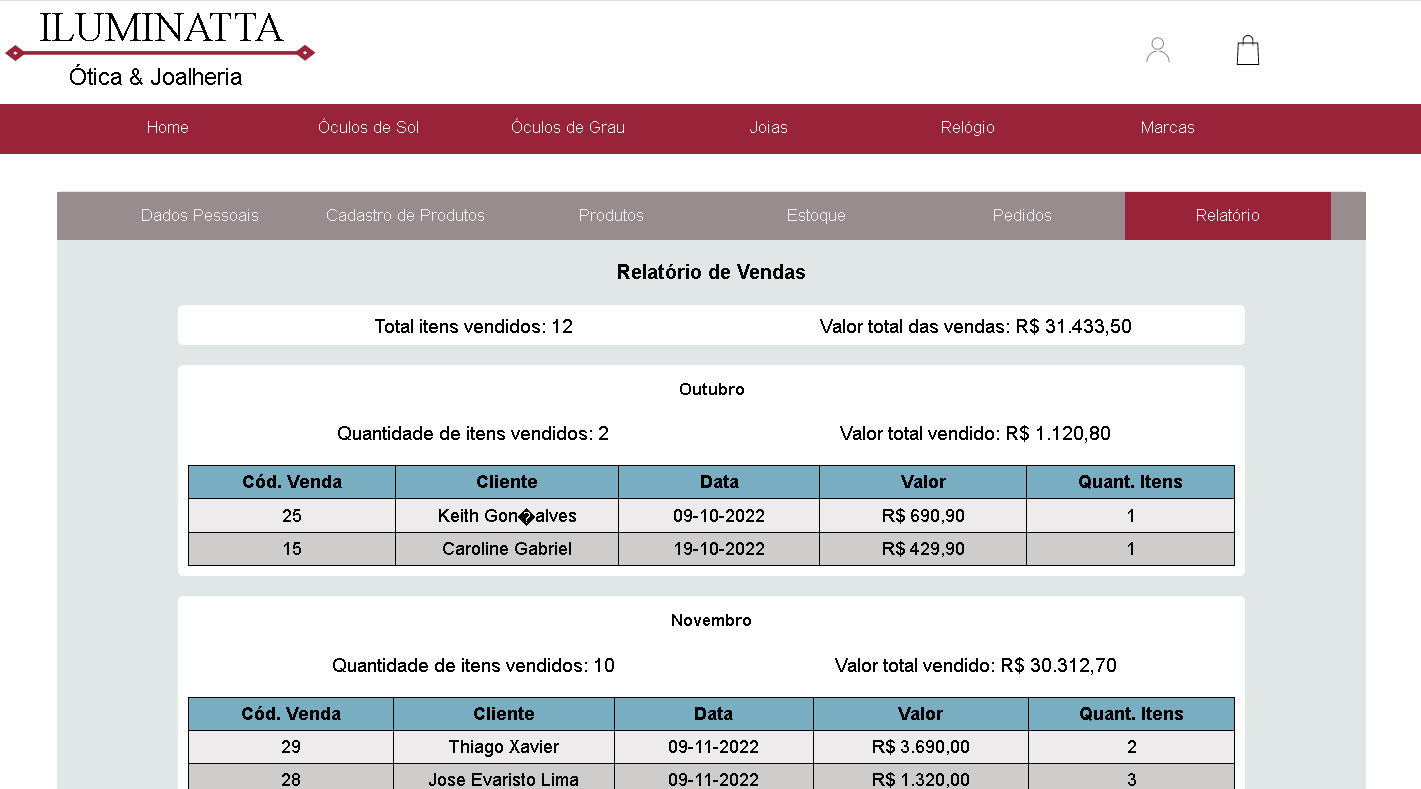 ILUMINATTA
Ótica & Joalheria
Home Óculos de Sol Óculos de Grau Joias Relógio Marcas
Dados Pessoais Cadastro de Produtos Produtos Estoque Pedidos Relatório
Relatório de Vendas
Total itens vendidos: 12 Valor total das vendas: R$ 31.433,50
Outubro
Quantidade de itens vendidos: 2 Valor total vendido: R$ 1.120,80
Cód. Venda Cliente Data Valor Quant. Itens
25 Keith Gon�alves 09-10-2022 R$ 690,90 1
15 Caroline Gabriel 19-10-2022 R$ 429,90 1
Novembro
Quantidade de itens vendidos: 10 Valor total vendido: R$ 30.312,70
Cód. Venda Cliente Data Valor Quant. Itens
29 Thiago Xavier 09-11-2022 R$ 3.690,00 2
28 Jose Evaristo Lima 09-11-2022 R$ 1.320,00 3